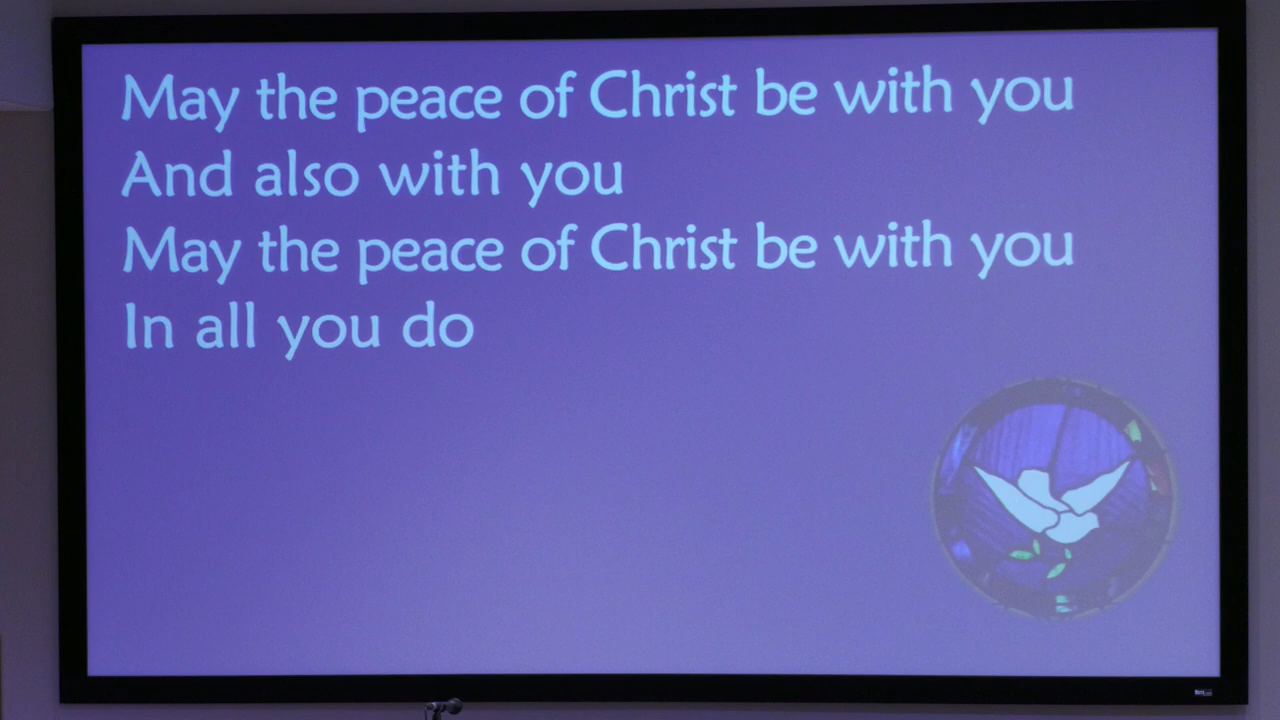 May the peace of Christ be with you
And also with you
May the peace of Christ be with you
In all you do